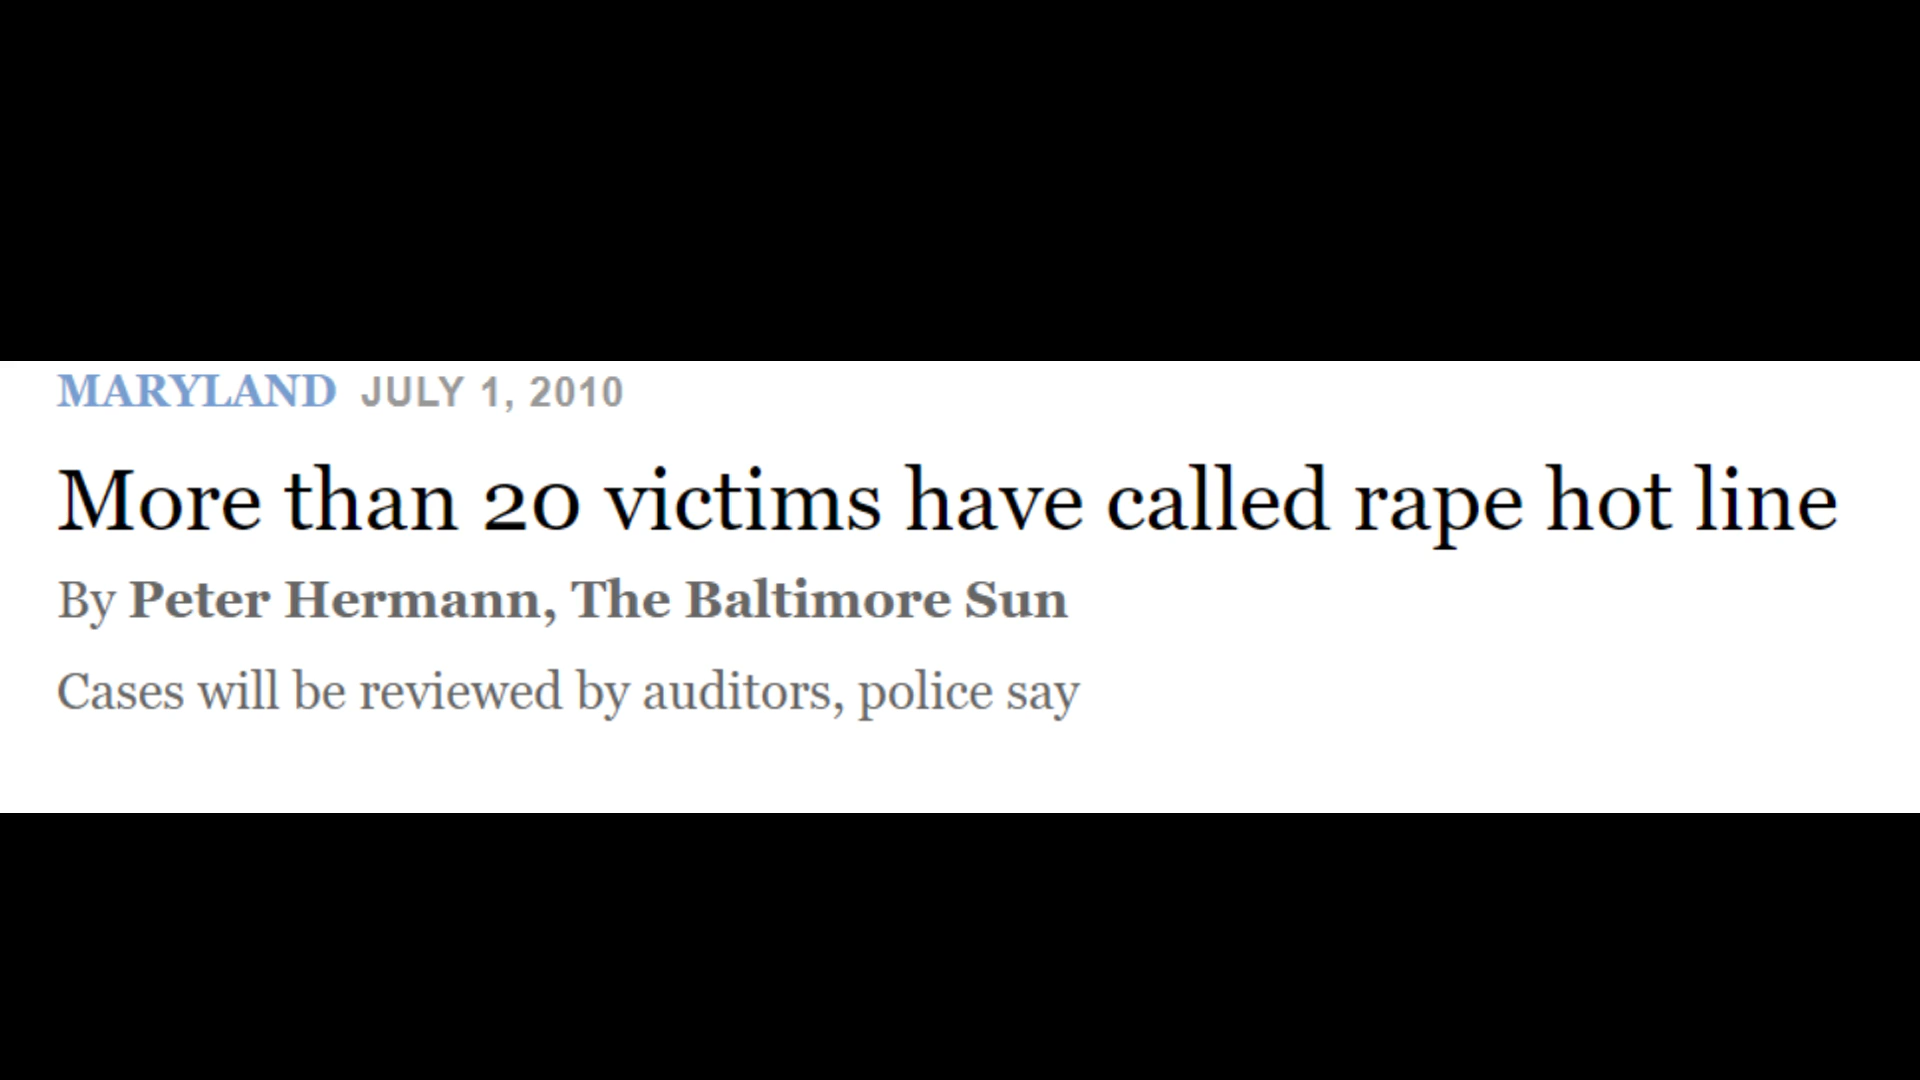 MARYLAND JULY 1, 2010
More than 20 victims have called rape hot line
By Peter Hermann, The Baltimore Sun
Cases will be reviewed by auditors, police say